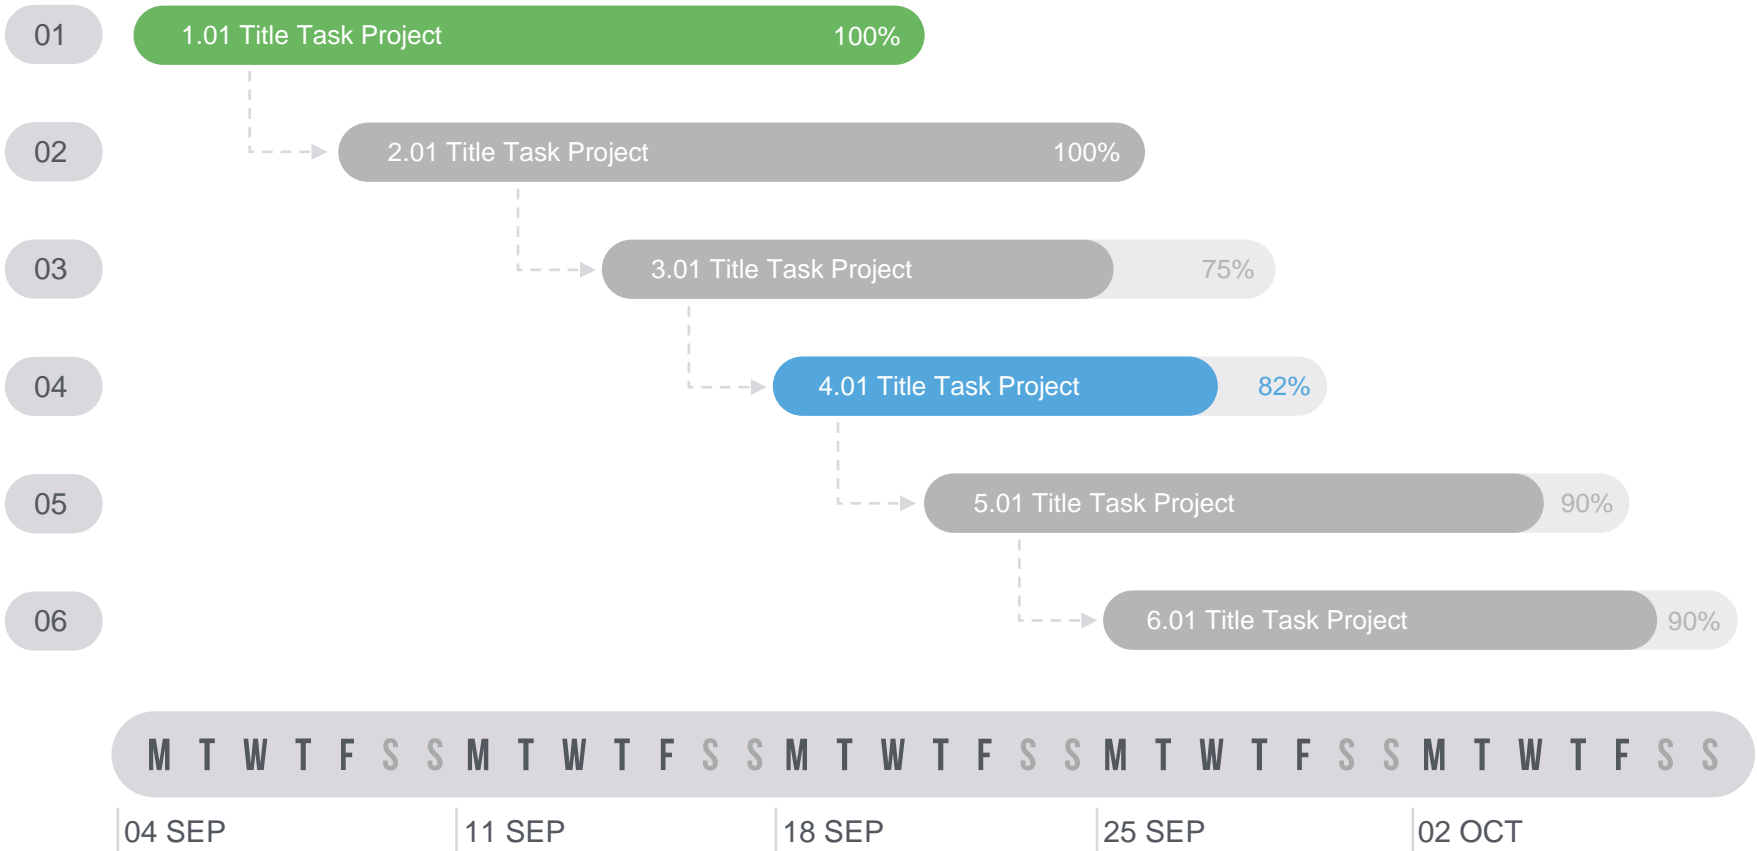 01 1.01 Title Task Project 100%
02 2.01 Title Task Project 100%
03 3.01 Title Task Project 75%
04 4.01 Title Task Project 82%
05 5.01 Title Task Project 90%
06 6.01 Title Task Project 90%
M T W T F S S M T W T F S S M T W T F S S M T W T F S S M T W T F S S
04 SEP 11 SEP 18 SEP 25 SEP 02 OCT